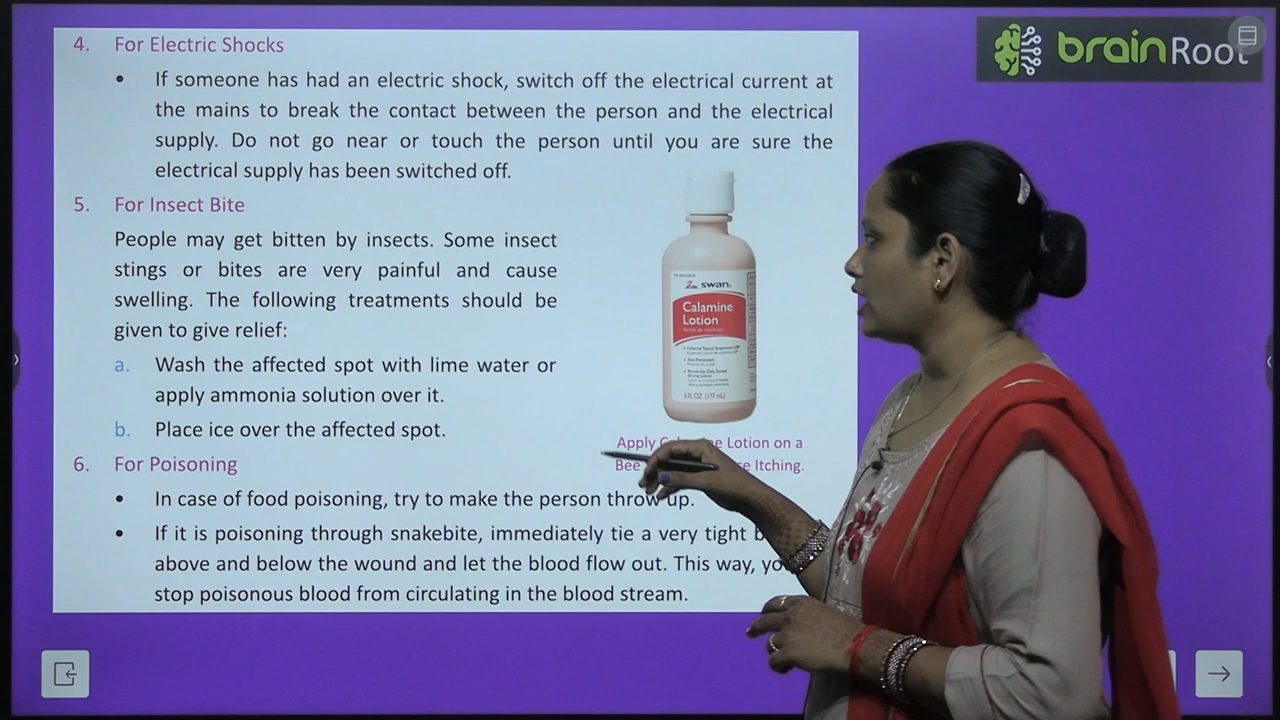 brainRoot
4. For Electric Shocks
• If someone has had an electric shock, switch off the electrical current at
the mains to break the contact between the person and the electrical
supply. Do not go near or touch the person until you are sure the
electrical supply has been switched off.
5. For Insect Bite
People may get bitten by insects. Some insect
stings or bites are very painful and cause
swelling. The following treatments should be
given to give relief:
a. Wash the affected spot with lime water or
apply ammonia solution over it.
b. Place ice over the affected spot.
swan
Calamine
Lotion
6 FL OZ (177 mL)
Apply Lotion on a
Bee Itching.
6. For Poisoning
• In case of food poisoning, try to make the person throw up.
• If it is poisoning through snakebite, immediately tie a very tight
above and below the wound and let the blood flow out. This way,
stop poisonous blood from circulating in the blood stream.